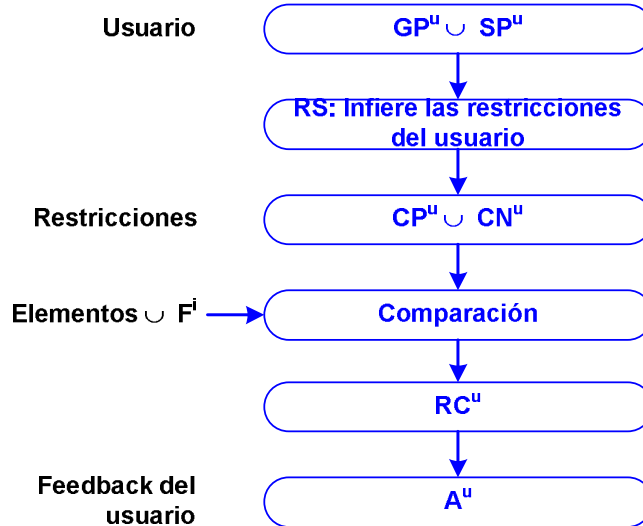 Usuario
GPᵘ ∪ SPᵘ
RS: Infiere las restricciones
del usuario
Restricciones
CPᵘ ∪ CNᵘ
Elementos ∪ Fⁱ
Comparación
RCᵘ
Feedback del
usuario
Aᵘ